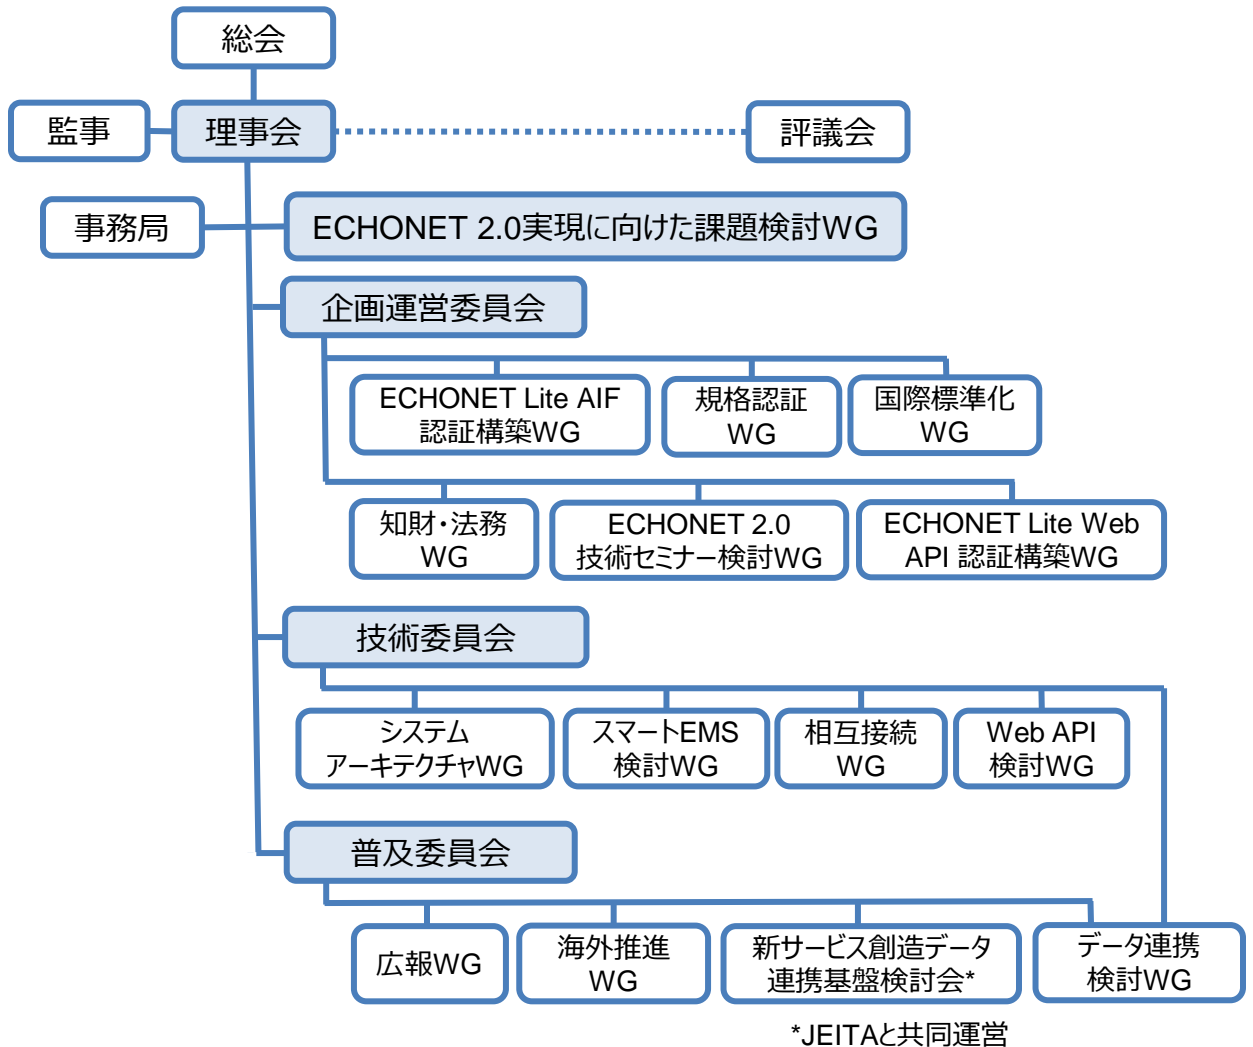 総会
監事
理事会
評議会
事務局
ECHONET 2.0実現に向けた課題検討WG
企画運営委員会
ECHONET Lite AIF
認証構築WG
規格認証
WG
国際標準化
WG
知財・法務
WG
ECHONET 2.0
技術セミナー検討WG
ECHONET Lite Web
API 認証構築WG
技術委員会
システム
アーキテクチャWG
スマートEMS
検討WG
相互接続
WG
Web API
検討WG
普及委員会
広報WG
海外推進
WG
新サービス創造データ
連携基盤検討会*
データ連携
検討WG
*JEITAと共同運営